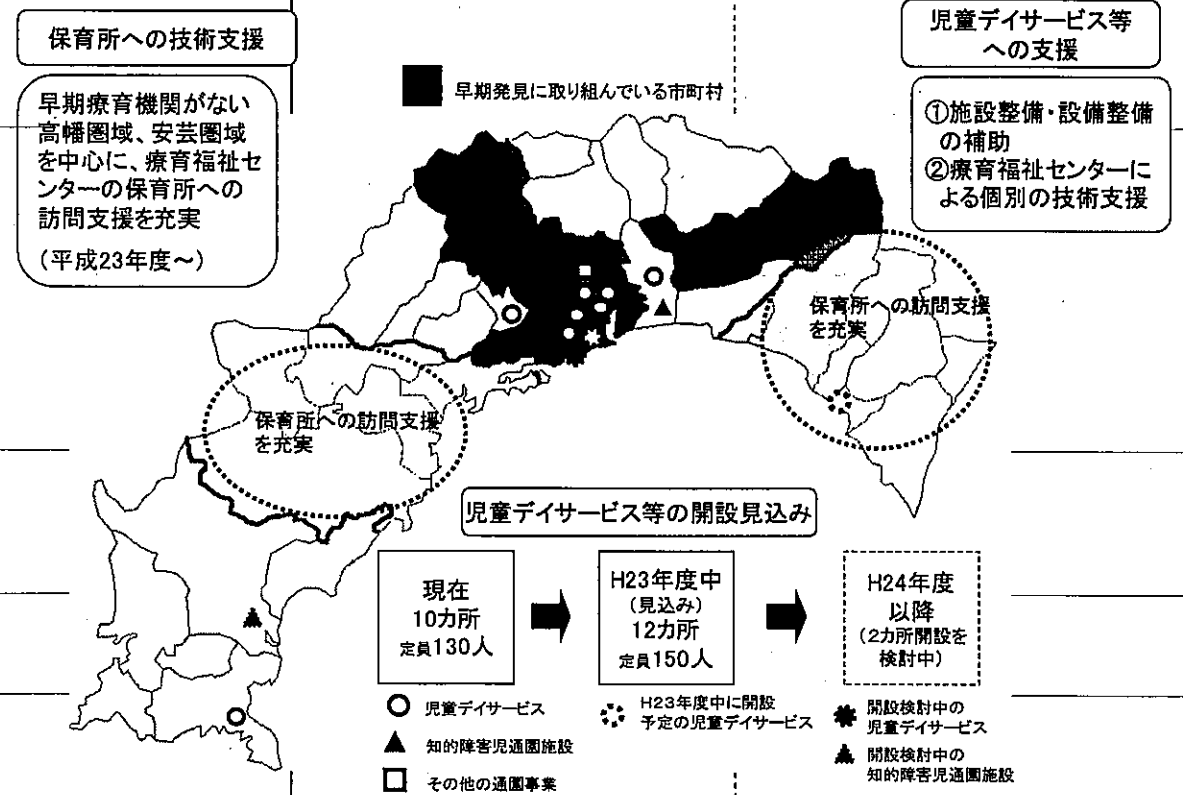 保育所への技術支援
早期療育機関がない
高幡圏域、安芸圏域
を中心に、療育福祉セ
ンターの保育所への
訪問支援を充実
(平成23年度～)
早期発見に取り組んでいる市町村
児童デイサービス等
への支援
①施設整備・設備整備
の補助
②療育福祉センターに
よる個別の技術支援
保育所への訪問支援
を充実
保育所への訪問支援
を充実
児童デイサービス等の開設見込み
現在
10カ所
定員130人
H23年度中
(見込み)
12カ所
定員150人
H24年度
以降
(2カ所開設を
検討中)
児童デイサービス
知的障害児通園施設
その他の通園事業
H23年度中に開設
予定の児童デイサービス
開設検討中の
児童デイサービス
開設検討中の
知的障害児通園施設